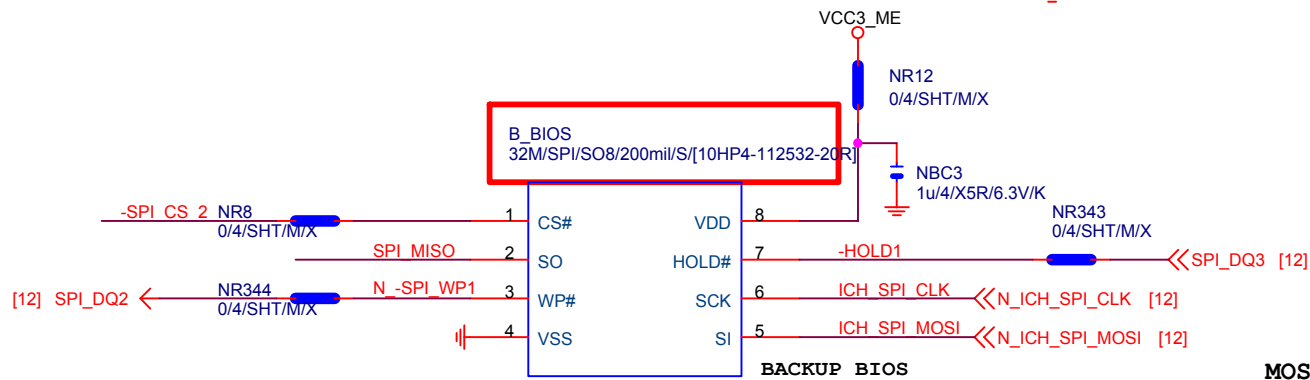 VCC3_ME
NR12
0/4/SHT/M/X
B_BIOS
32M/SPI/SO8/200mil/S/[10HP4-112532-20R]
NBC3
1u/4/X5R/6.3V/K
-SPI_CS_2 NR8
0/4/SHT/M/X
1 CS# VDD 8
NR343
0/4/SHT/M/X
SPI_MISO 2 SO HOLD# 7 -HOLD1 SPI_DQ3 [12]
[12] SPI_DQ2 NR344 N_-SPI_WP1 3 WP# SCK 6 ICH_SPI_CLK N_ICH_SPI_CLK [12]
0/4/SHT/M/X
4 VSS SI 5 ICH_SPI_MOSI N_ICH_SPI_MOSI [12]
BACKUP BIOS MOS